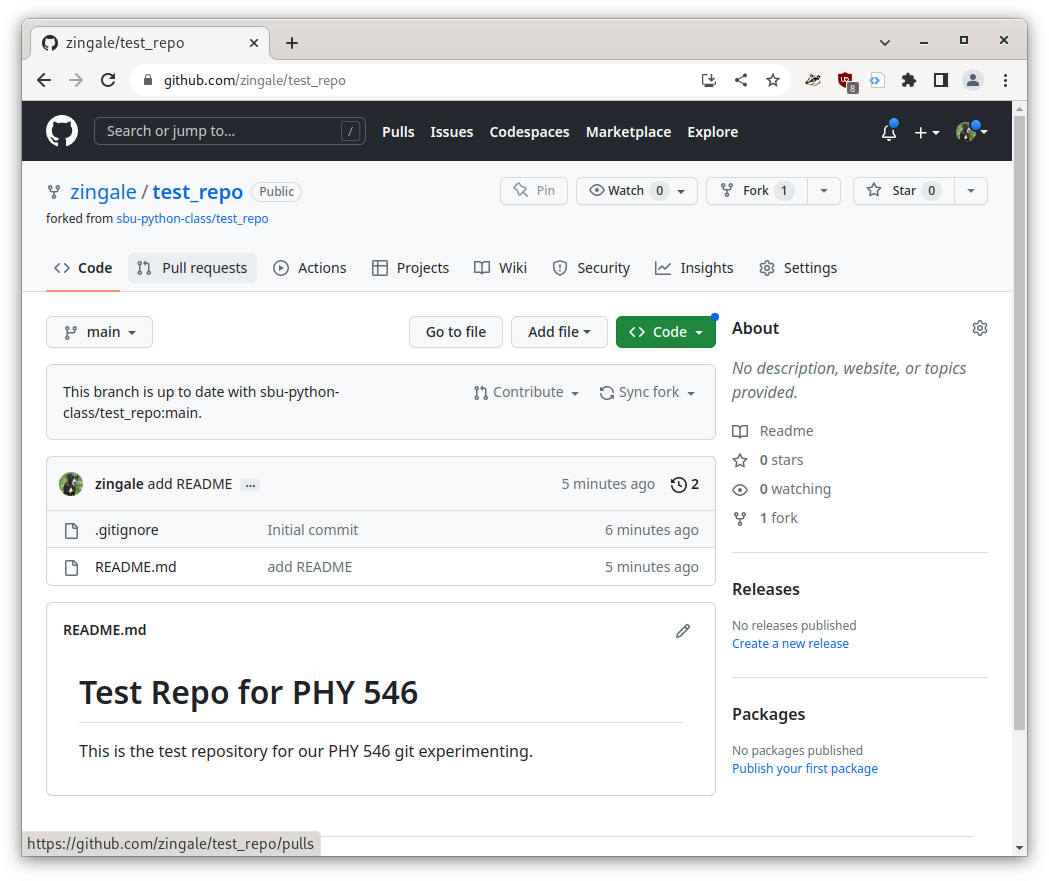 zingale/test_repo
github.com/zingale/test_repo
8
Search or jump to... /
Pulls Issues Codespaces Marketplace Explore
zingale / test_repo Public
Pin Watch 0 Fork 1 Star 0
forked from sbu-python-class/test_repo
Code Pull requests Actions Projects Wiki Security Insights Settings
main Go to file Add file Code
This branch is up to date with sbu-python-
class/test_repo:main.
Contribute Sync fork
zingale add README ... 5 minutes ago 2
.gitignore Initial commit 6 minutes ago
README.md add README 5 minutes ago
README.md
Test Repo for PHY 546
This is the test repository for our PHY 546 git experimenting.
About
No description, website, or topics
provided.
Readme
0 stars
0 watching
1 fork
Releases
No releases published
Create a new release
Packages
No packages published
Publish your first package
https://github.com/zingale/test_repo/pulls